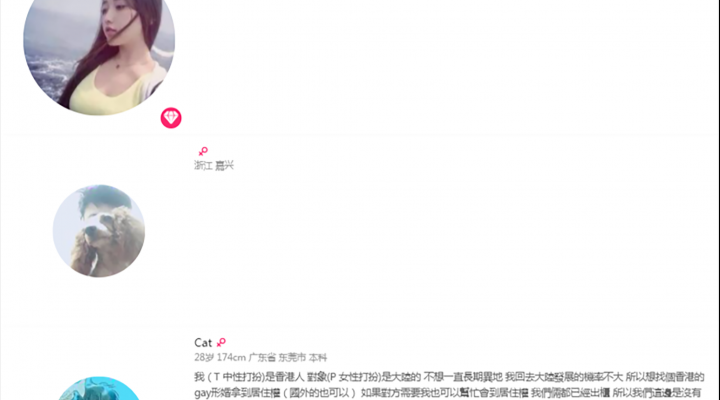 浙江 嘉兴
Cat
28岁 174cm 广东省 东莞市 本科
我 ( T 中性打扮)是香港人 對象(P 女性打扮)是大陸的 不想一直長期異地 我回去大陸發展的機率不大 所以想找個香港的
gay形婚拿到居住權 ( 國外的也可以 ) 如果對方需要我也可以幫忙拿到居住權 我們倆都已經出櫃 所以我們這邊是沒有